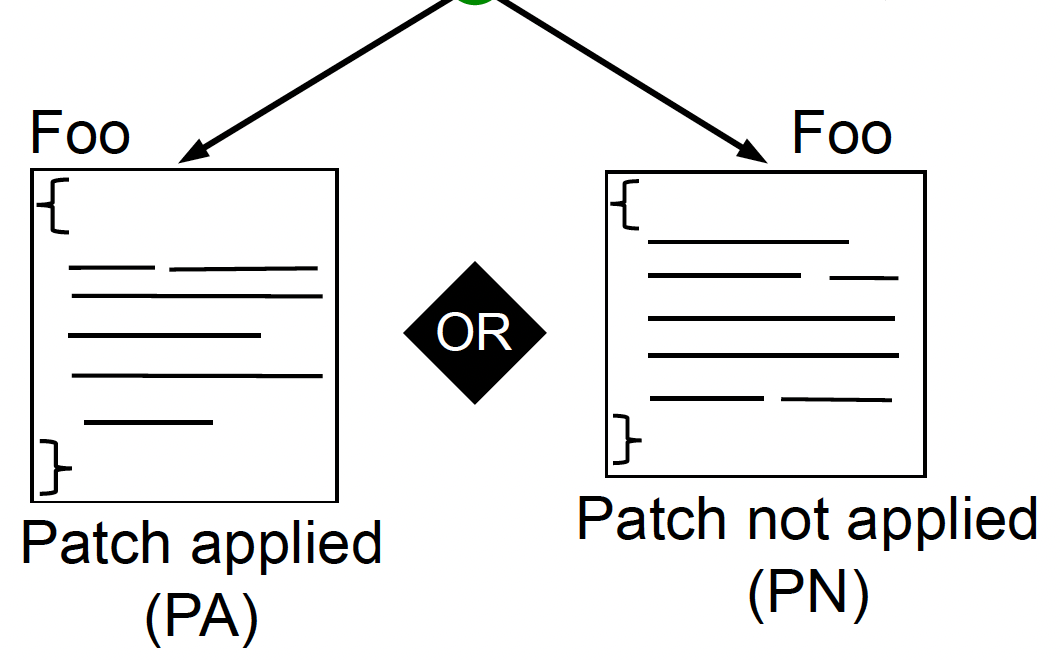 Foo
Foo
{
{
OR
}
}
Patch applied
(PA)
Patch not applied
(PN)